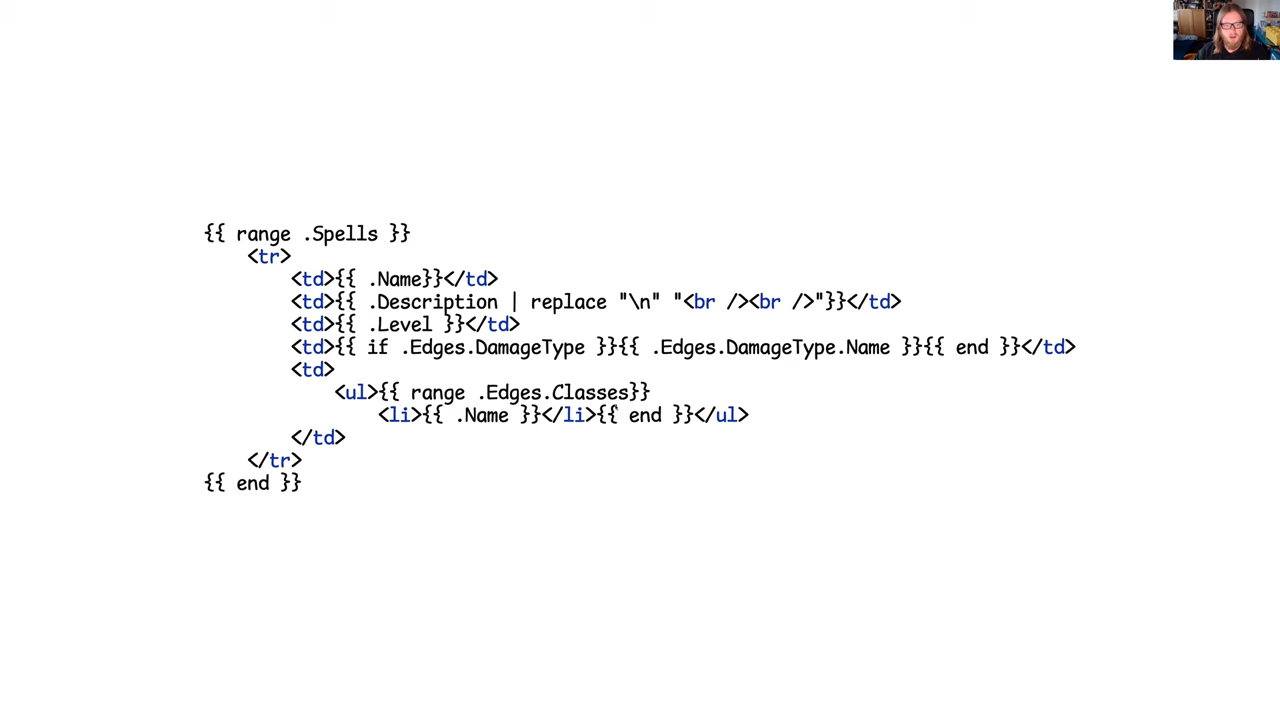 {{ range .Spells }}
<tr>
<td>{{ .Name}}</td>
<td>{{ .Description | replace "\n" "<br /><br />"}}</td>
<td>{{ .Level }}</td>
<td>{{ if .Edges.DamageType }}{{ .Edges.DamageType.Name }}{{ end }}</td>
<td>
<ul>{{ range .Edges.Classes}}
<li>{{ .Name }}</li>{{ end }}</ul>
</td>
</tr>
{{ end }}